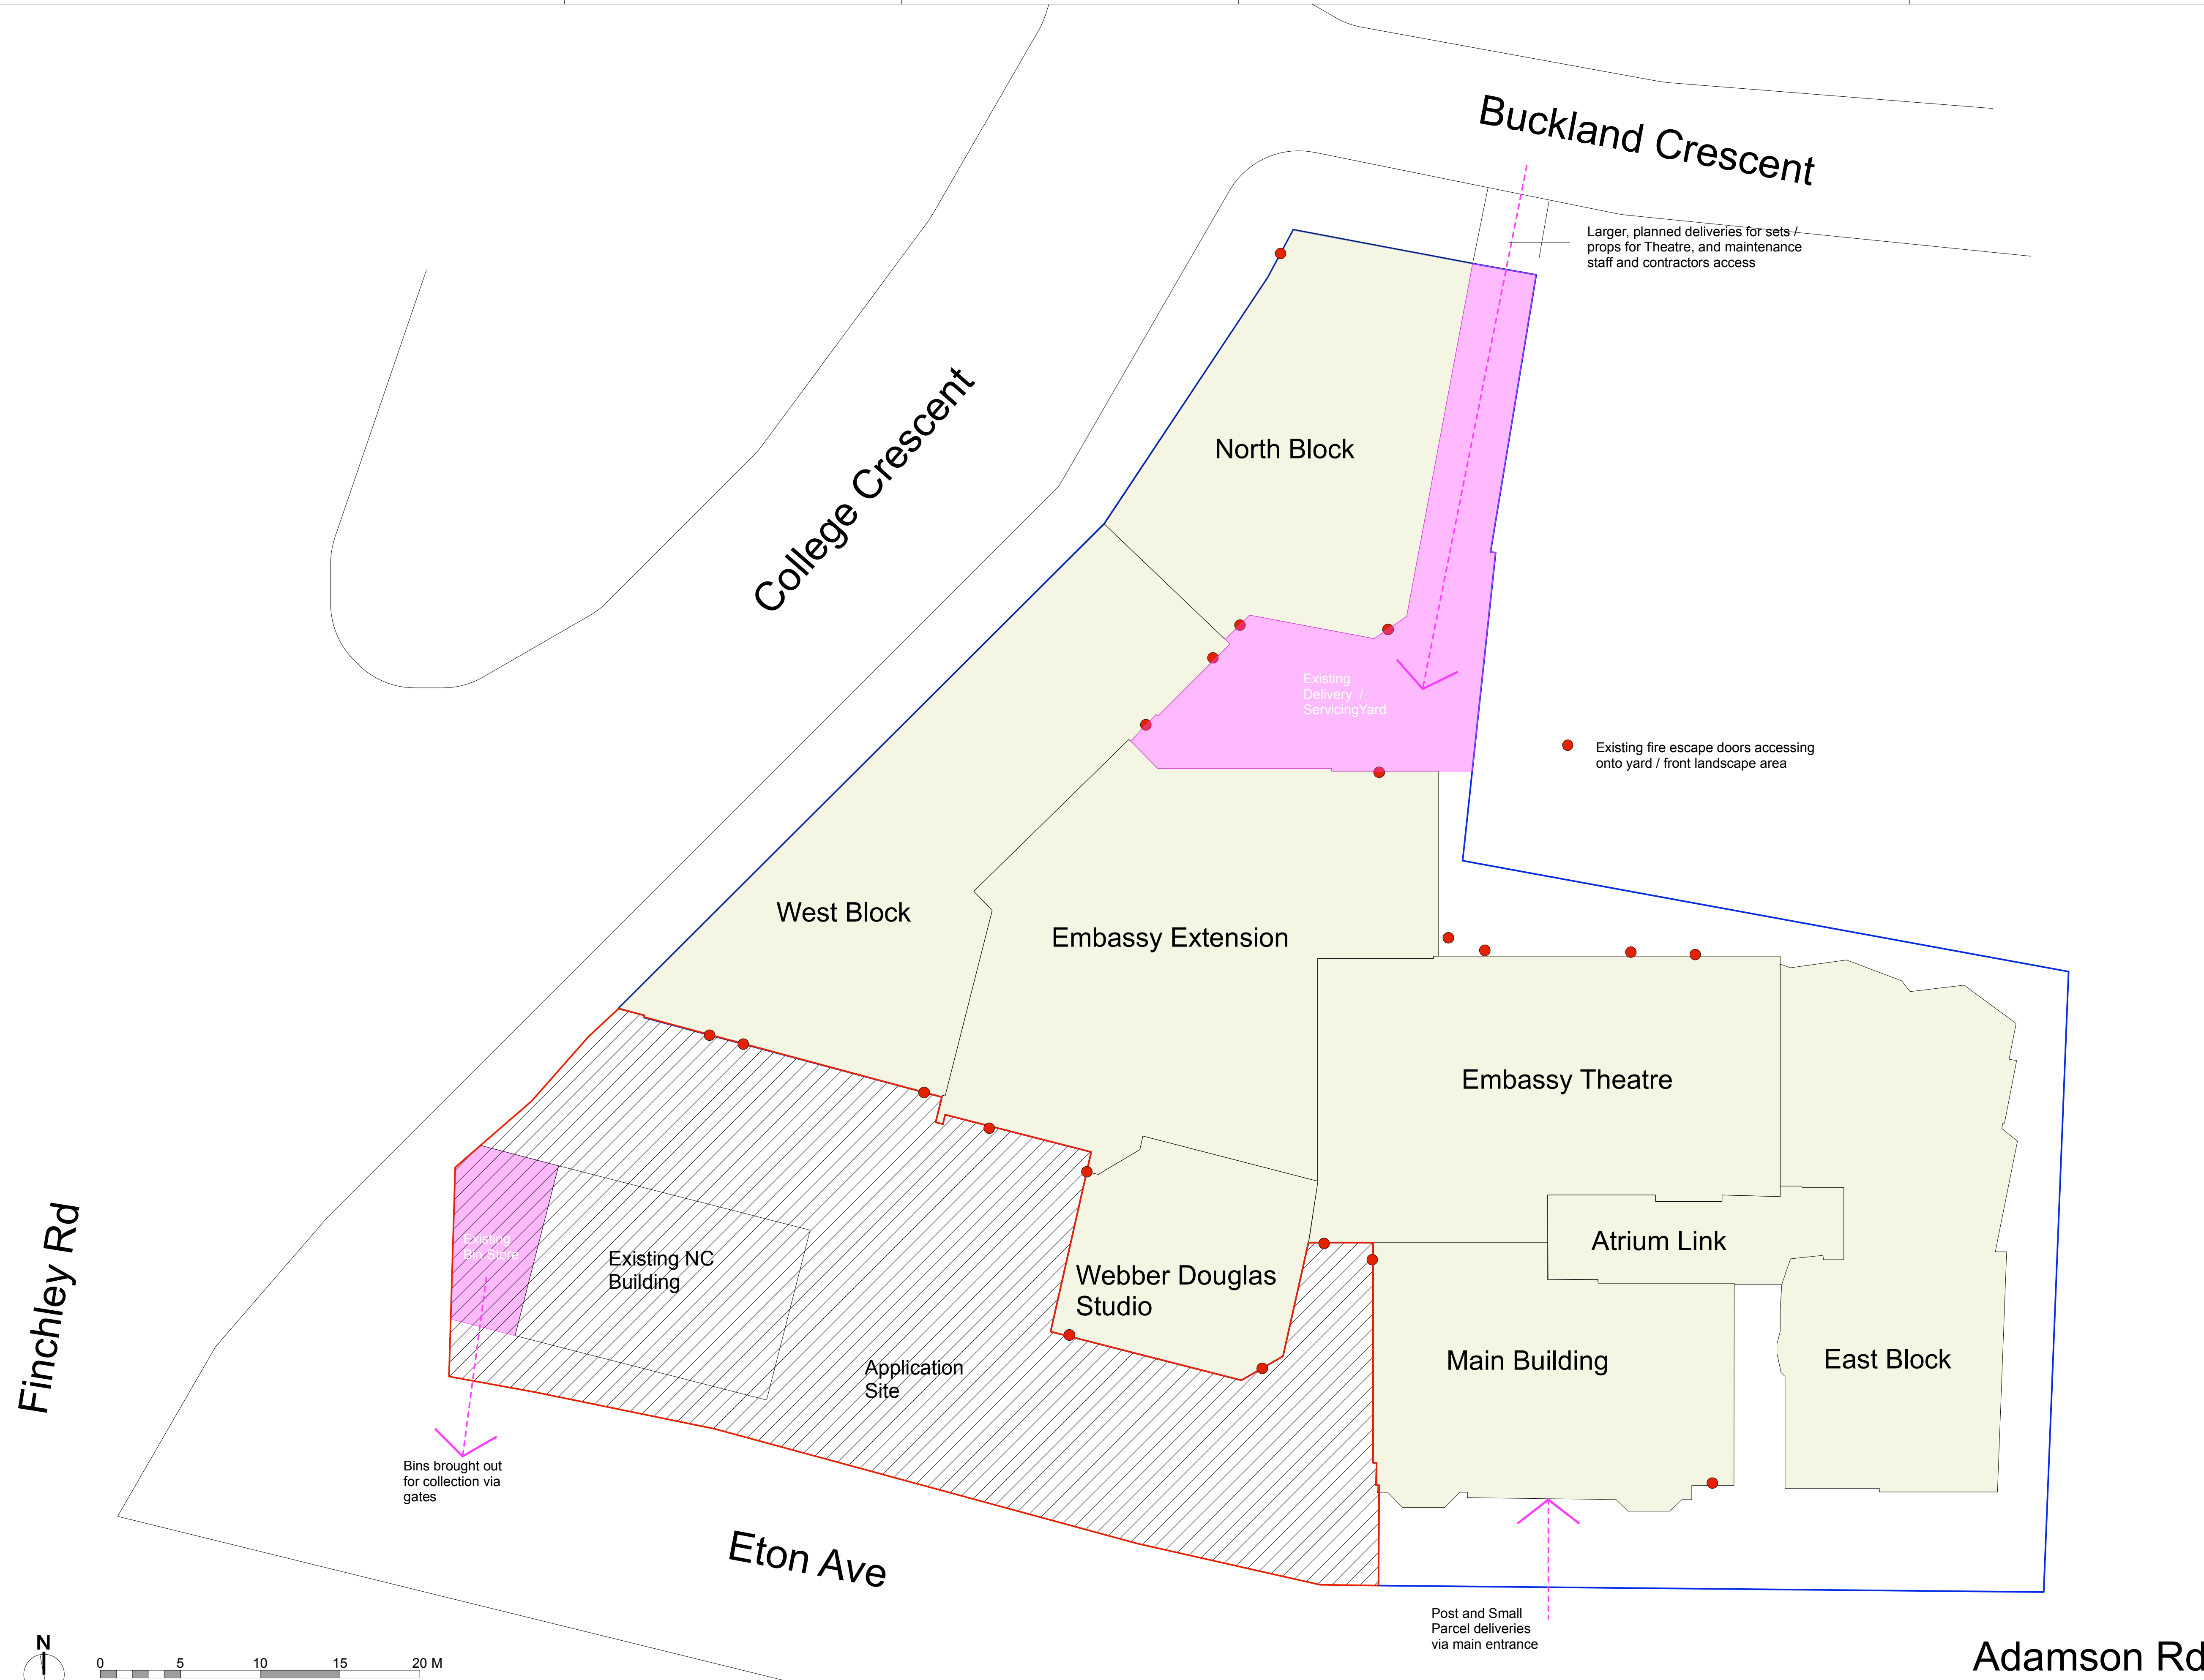 Buckland Crescent
Larger, planned deliveries for sets /
props for Theatre, and maintenance
staff and contractors access
College Crescent
North Block
Existing
Delivery /
ServicingYard
Existing fire escape doors accessing
onto yard / front landscape area
West Block
Embassy Extension
Embassy Theatre
Atrium Link
Existing
Bin Store
Existing NC
Building
Webber Douglas
Studio
Finchley Rd
Application
Site
Main Building
East Block
Bins brought out
for collection via
gates
Eton Ave
Post and Small
Parcel deliveries
via main entrance
Adamson Rd
N
0 5 10 15 20 M